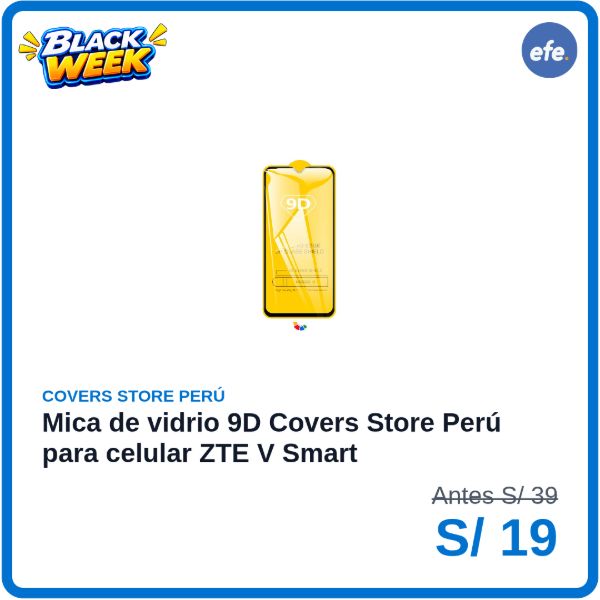 BLACK
WEEK
efe.
9D
COVERS STORE PERÚ
Mica de vidrio 9D Covers Store Perú
para celular ZTE V Smart
Antes S/ 39
S/ 19